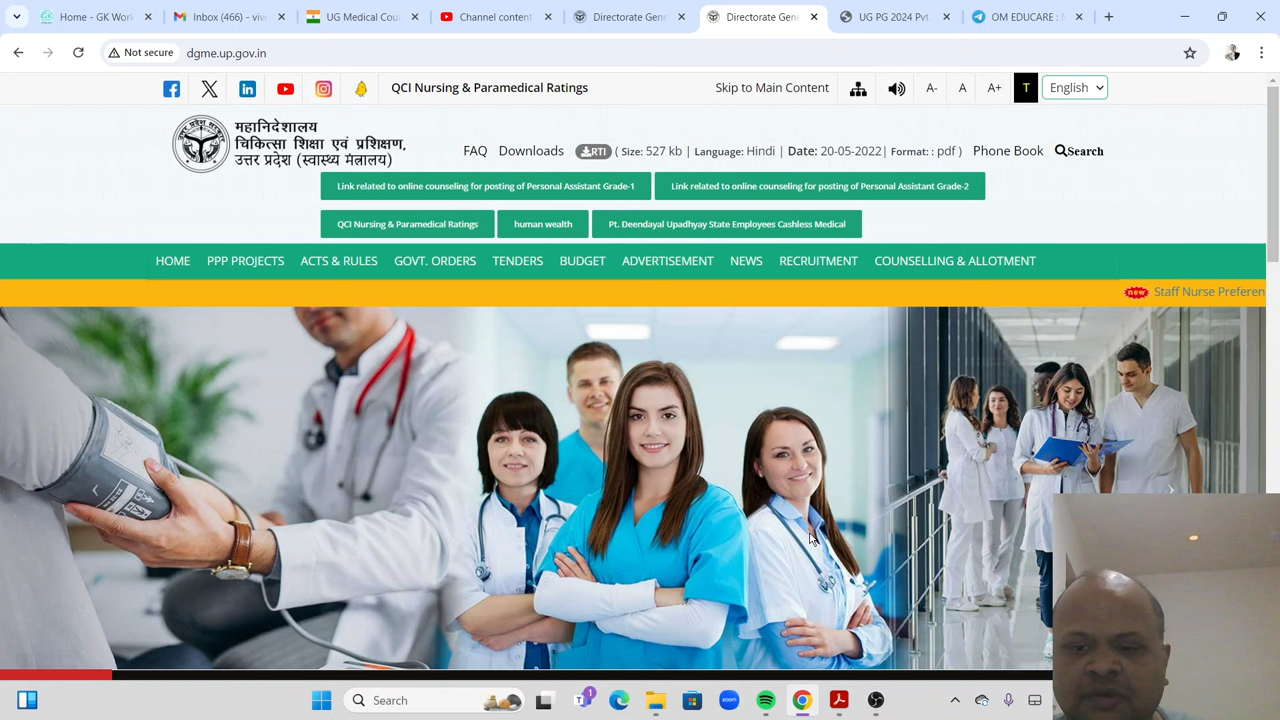 Home - GK Wor
Inbox (466) - viv
UG Medical Cou
Channel content
Directorate Gene
Directorate Gene
UG PG 2024 Pvt
OM EDUCARE :
Not secure
dgme.up.gov.in
QCI Nursing & Paramedical Ratings
Skip to Main Content
A-
A
A+
T
English
महानिदेशालय
चिकित्सा शिक्षा एवं प्रशिक्षण,
उत्तर प्रदेश (स्वास्थ्य मंत्रालय)
FAQ Downloads RTI ( Size: 527 kb | Language: Hindi | Date: 20-05-2022| Format: : pdf ) Phone Book Search
Link related to online counseling for posting of Personal Assistant Grade-1
Link related to online counseling for posting of Personal Assistant Grade-2
QCI Nursing & Paramedical Ratings
human wealth
Pt. Deendayal Upadhyay State Employees Cashless Medical
HOME PPP PROJECTS ACTS & RULES GOVT. ORDERS TENDERS BUDGET ADVERTISEMENT NEWS RECRUITMENT COUNSELLING & ALLOTMENT
new Staff Nurse Preferen
Search
1
zoom